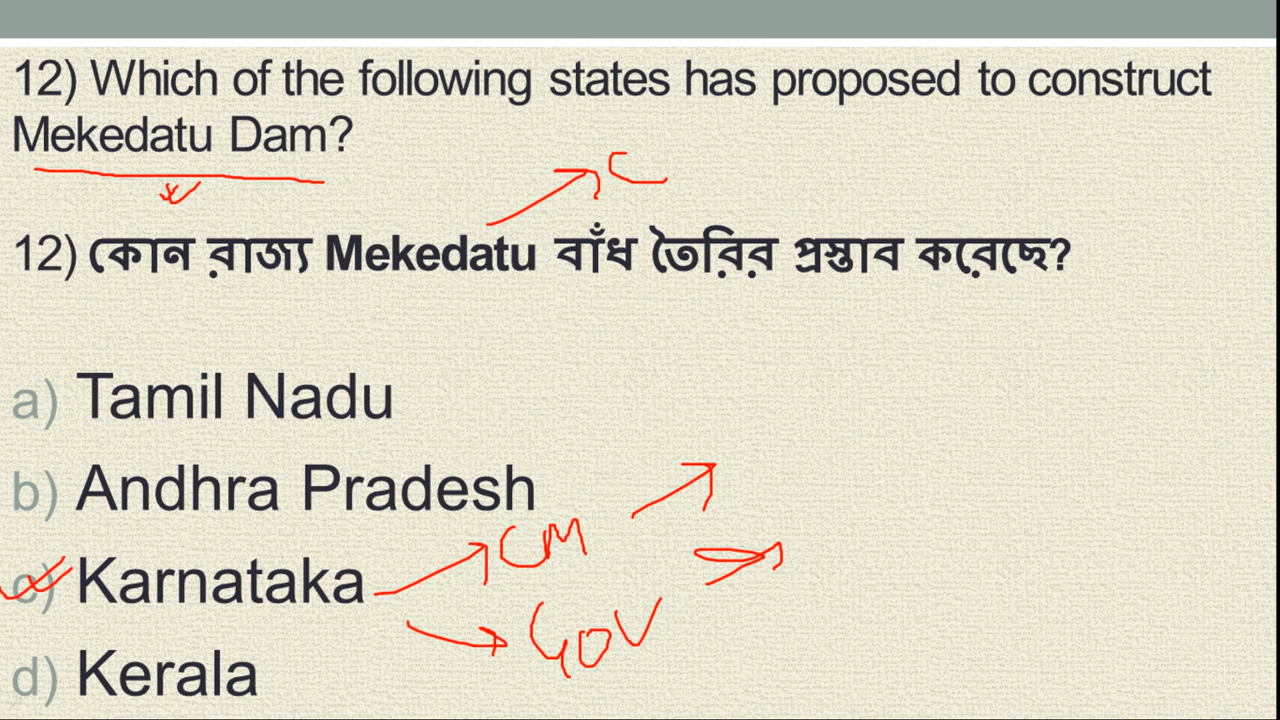 12) Which of the following states has proposed to construct
Mekedatu Dam?
C
12) কোন রাজ্য Mekedatu বাঁধ তৈরির প্রস্তাব করেছে?
a) Tamil Nadu
b) Andhra Pradesh
CM
c) Karnataka
GOV
d) Kerala